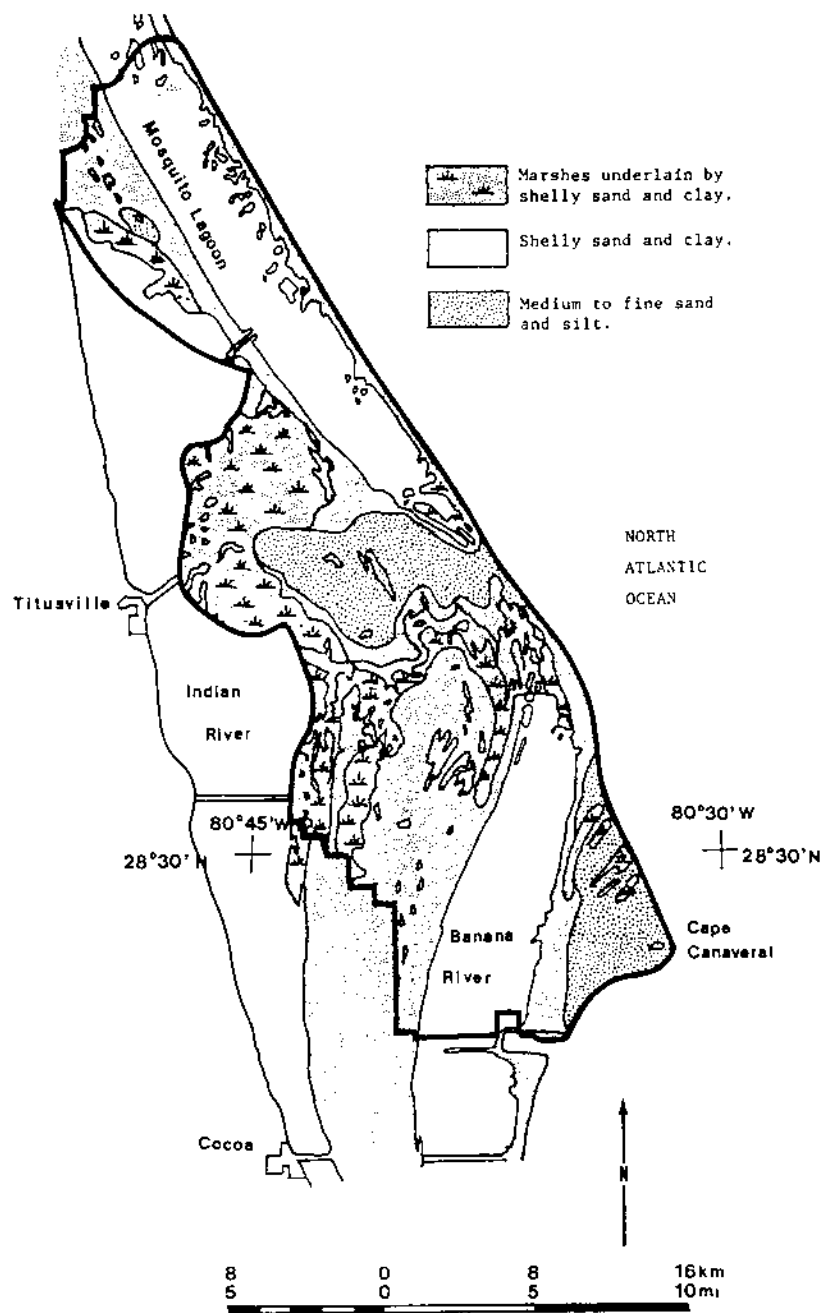 Mosquito Lagoon
Marshes underlain by
shelly sand and clay.
Shelly sand and clay.
Medium to fine sand
and silt.
NORTH
ATLANTIC
OCEAN
Titusville
Indian
River
80°45'W
28°30'N
80°30'W
28°30'N
Cape
Canaveral
Banana
River
Cocoa
N
8 0 8 16km
5 0 5 10mi